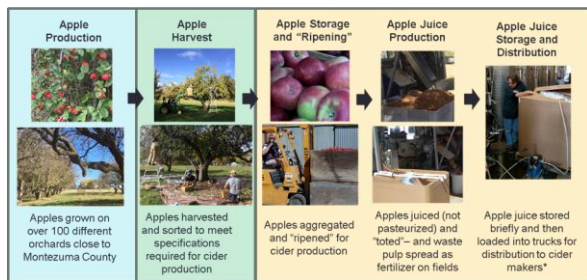 Apple
Production
Apples grown on
over 100 different
orchards close to
Montezuma County
Apple
Harvest
Apples harvested
and sorted to meet
specifications
required for cider
production
Apple Storage
and “Ripening”
Apples aggregated
and “ripened” for
cider production
Apple Juice
Production
Apples juiced (not
pasteurized) and
“toted”– and waste
pulp spread as
fertilizer on fields
Apple Juice
Storage and
Distribution
Apple juice stored
briefly and then
loaded into trucks for
distribution to cider
makers*